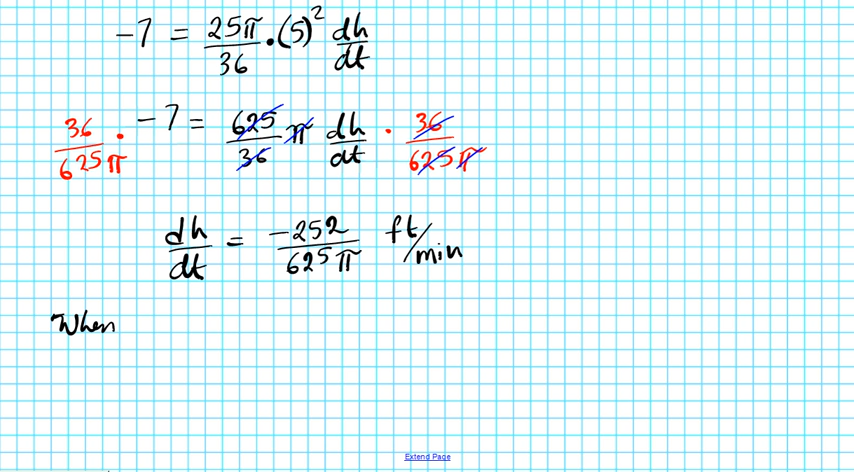 -7 = 25π/36 • (5)² dh/dt
36/625π • -7 = 625/36 π dh/dt • 36/625π
dh/dt = -252/625π ft/min
When
Extend Page